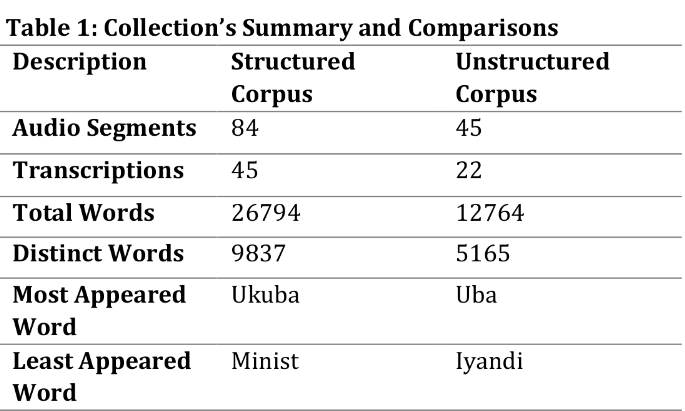 Table 1: Collection’s Summary and Comparisons
Description Structured Corpus Unstructured Corpus
Audio Segments 84 45
Transcriptions 45 22
Total Words 26794 12764
Distinct Words 9837 5165
Most Appeared Word Ukuba Uba
Least Appeared Word Minist Iyandi